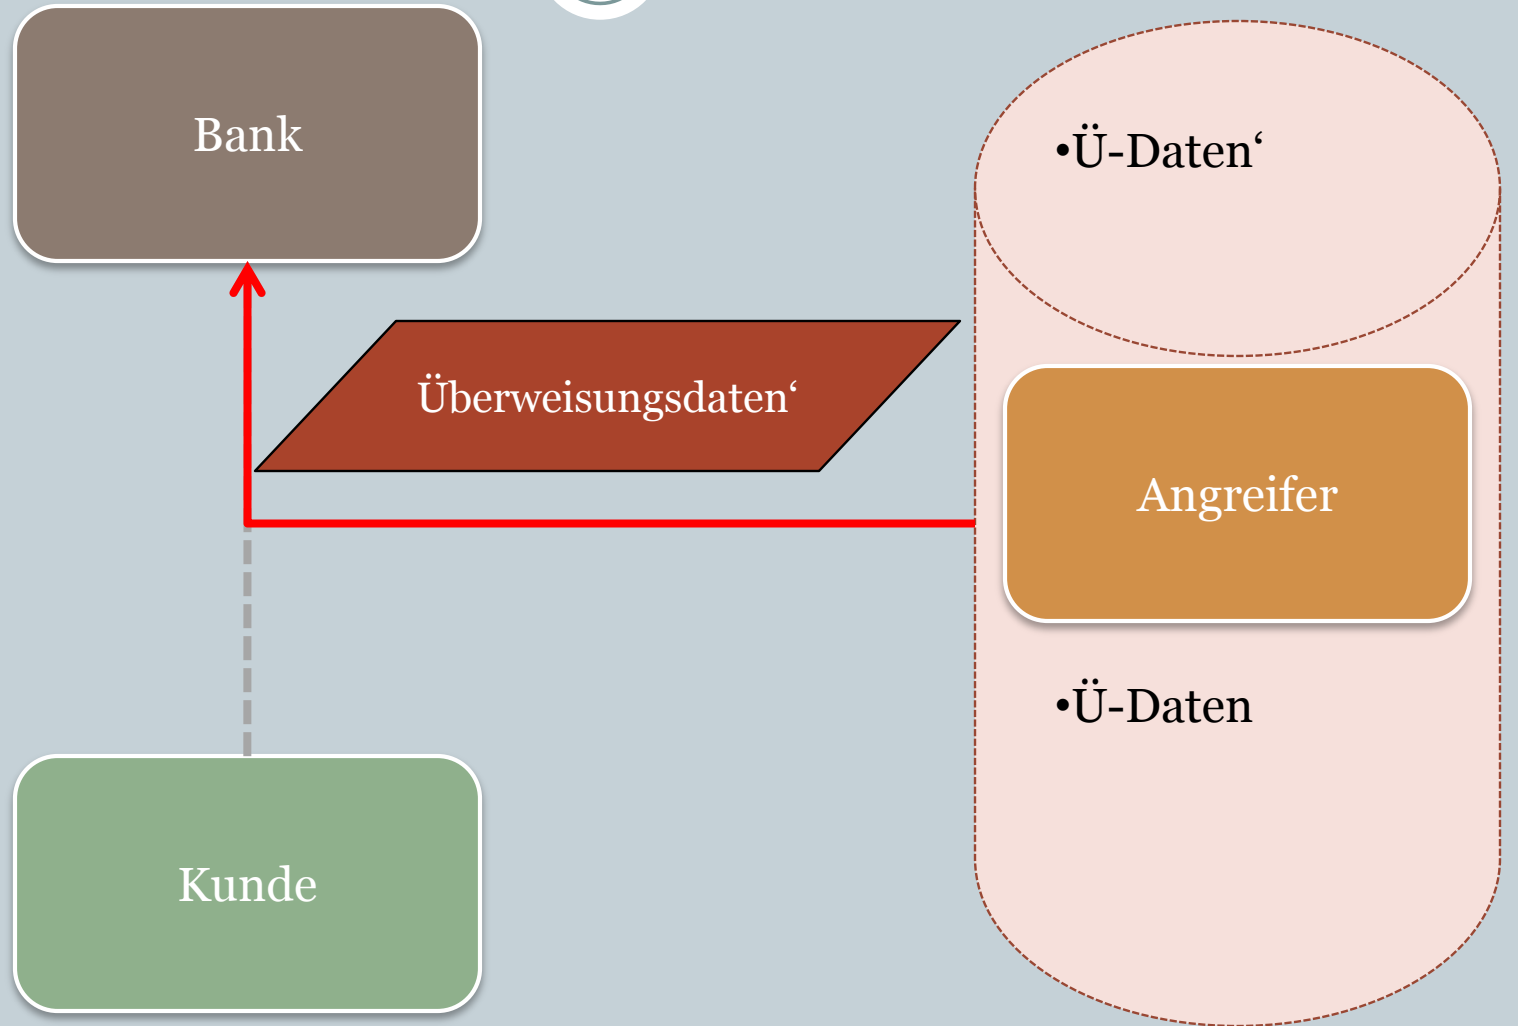 Bank
•Ü-Daten‘
Überweisungsdaten‘
Angreifer
•Ü-Daten
Kunde